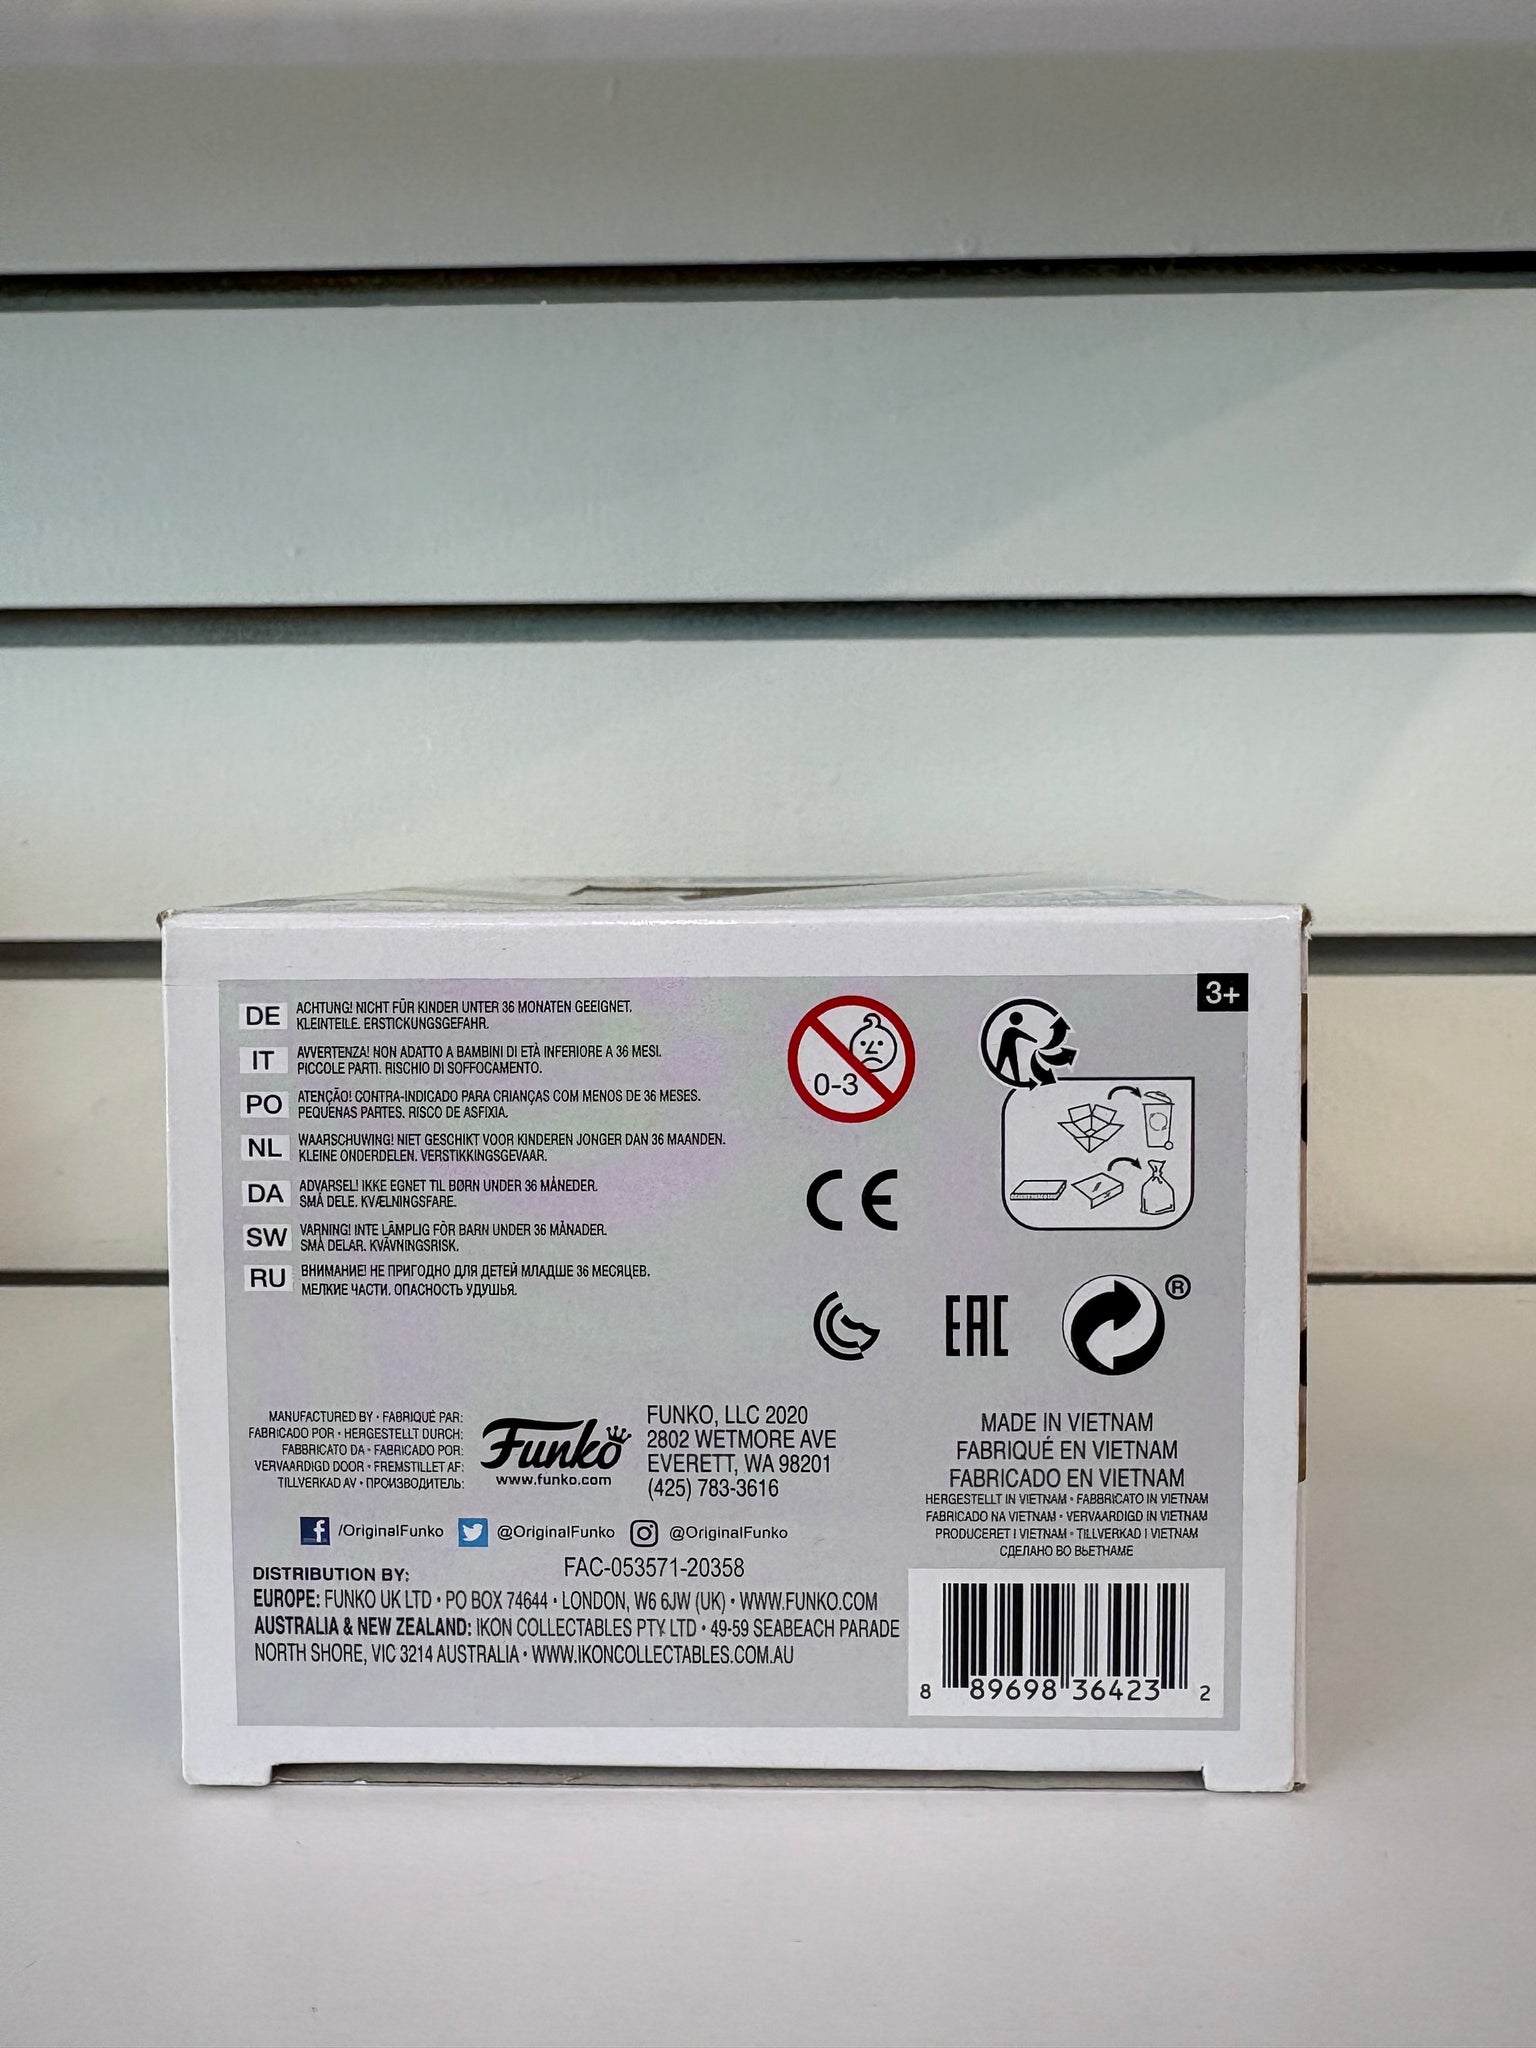 3+
DE ACHTUNG! NICHT FÜR KINDER UNTER 36 MONATEN GEEIGNET.
KLEINTEILE. ERSTICKUNGSGEFAHR.
IT AVVERTENZA! NON ADATTO A BAMBINI DI ETÀ INFERIORE A 36 MESI.
PICCOLE PARTI. RISCHIO DI SOFFOCAMENTO.
PO ATENÇÃO! CONTRA-INDICADO PARA CRIANÇAS COM MENOS DE 36 MESES.
PEQUENAS PARTES. RISCO DE ASFIXIA.
NL WAARSCHUWING! NIET GESCHIKT VOOR KINDEREN JONGER DAN 36 MAANDEN.
KLEINE ONDERDELEN. VERSTIKKINGSGEVAAR.
DA ADVARSEL! IKKE EGNET TIL BØRN UNDER 36 MÅNEDER.
SMÅ DELE. KVÆLNINGSFARE.
SW VARNING! INTE LÄMPLIG FÖR BARN UNDER 36 MÅNADER.
SMÅ DELAR. KVÄVNINGSRISK.
RU ВНИМАНИЕ! НЕ ПРИГОДНО ДЛЯ ДЕТЕЙ МЛАДШЕ 36 МЕСЯЦЕВ.
МЕЛКИЕ ЧАСТИ. ОПАСНОСТЬ УДУШЬЯ.
0-3
CE
EAC
®
MANUFACTURED BY • FABRIQUÉ PAR:
FABRICADO POR • HERGESTELLT DURCH:
FABBRICATO DA • FABRICADO POR:
VERVAARDIGD DOOR • FREMSTILLET AF:
TILLVERKAD AV • ПРОИЗВОДИТЕЛЬ:
Funko
www.funko.com
FUNKO, LLC 2020
2802 WETMORE AVE
EVERETT, WA 98201
(425) 783-3616
MADE IN VIETNAM
FABRIQUÉ EN VIETNAM
FABRICADO EN VIETNAM
HERGESTELLT IN VIETNAM • FABBRICATO IN VIETNAM
FABRICADO NA VIETNAM • VERVAARDIGD IN VIETNAM
PRODUCERET I VIETNAM • TILLVERKAD I VIETNAM
СДЕЛАНО ВО ВЬЕТНАМЕ
/OriginalFunko @OriginalFunko @OriginalFunko
FAC-053571-20358
DISTRIBUTION BY:
EUROPE: FUNKO UK LTD • PO BOX 74644 • LONDON, W6 6JW (UK) • WWW.FUNKO.COM
AUSTRALIA & NEW ZEALAND: IKON COLLECTABLES PTY LTD • 49-59 SEABEACH PARADE
NORTH SHORE, VIC 3214 AUSTRALIA • WWW.IKONCOLLECTABLES.COM.AU
8 89698 36423 2